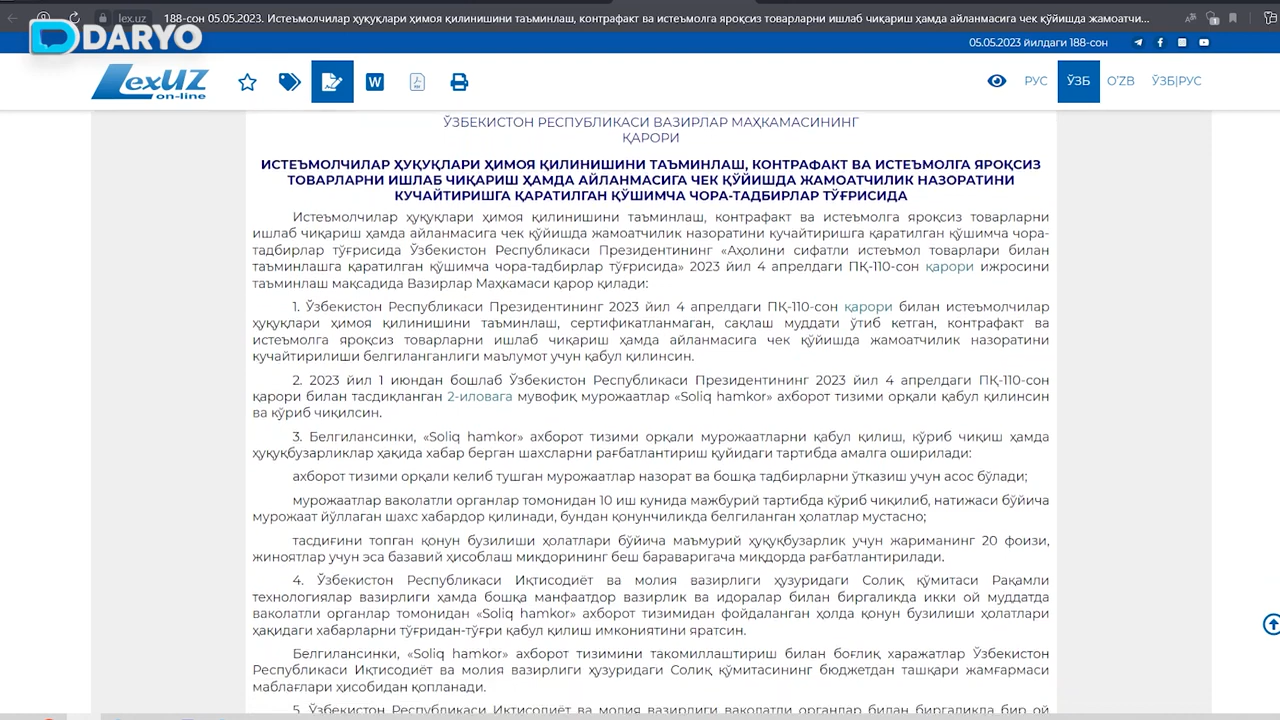 lex.uz 188-сон 05.05.2023. Истеъмолчилар ҳуқуқлари ҳимоя қилинишини таъминлаш, контрафакт ва истеъмолга яроқсиз товарларни ишлаб чиқариш ҳамда айланмасига чек қўйишда жамоатчи...
DARYO
05.05.2023 йилдаги 188-сон
LexUZ
on-line
РУС ЎЗБ O'ZB ЎЗБ|РУС
ЎЗБЕКИСТОН РЕСПУБЛИКАСИ ВАЗИРЛАР МАҲКАМАСИНИНГ
ҚАРОРИ
ИСТЕЪМОЛЧИЛАР ҲУҚУҚЛАРИ ҲИМОЯ ҚИЛИНИШИНИ ТАЪМИНЛАШ, КОНТРАФАКТ ВА ИСТЕЪМОЛГА ЯРОҚСИЗ
ТОВАРЛАРНИ ИШЛАБ ЧИҚАРИШ ҲАМДА АЙЛАНМАСИГА ЧЕК ҚЎЙИШДА ЖАМОАТЧИЛИК НАЗОРАТИНИ
КУЧАЙТИРИШГА ҚАРАТИЛГАН ҚЎШИМЧА ЧОРА-ТАДБИРЛАР ТЎҒРИСИДА
Истеъмолчилар ҳуқуқлари ҳимоя қилинишини таъминлаш, контрафакт ва истеъмолга яроқсиз товарларни
ишлаб чиқариш ҳамда айланмасига чек қўйишда жамоатчилик назоратини кучайтиришга қаратилган қўшимча чора-
тадбирлар тўғрисида Ўзбекистон Республикаси Президентининг «Аҳолини сифатли истеъмол товарлари билан
таъминлашга қаратилган қўшимча чора-тадбирлар тўғрисида» 2023 йил 4 апрелдаги ПҚ-110-сон қарори ижросини
таъминлаш мақсадида Вазирлар Маҳкамаси қарор қилади:
1. Ўзбекистон Республикаси Президентининг 2023 йил 4 апрелдаги ПҚ-110-сон қарори билан истеъмолчилар
ҳуқуқлари ҳимоя қилинишини таъминлаш, сертификатланмаган, сақлаш муддати ўтиб кетган, контрафакт ва
истеъмолга яроқсиз товарларни ишлаб чиқариш ҳамда айланмасига чек қўйишда жамоатчилик назоратини
кучайтирилиши белгиланганлиги маълумот учун қабул қилинсин.
2. 2023 йил 1 июндан бошлаб Ўзбекистон Республикаси Президентининг 2023 йил 4 апрелдаги ПҚ-110-сон
қарори билан тасдиқланган 2-иловага мувофиқ мурожаатлар «Soliq hamkor» ахборот тизими орқали қабул қилинсин
ва кўриб чиқилсин.
3. Белгилансинки, «Soliq hamkor» ахборот тизими орқали мурожаатларни қабул қилиш, кўриб чиқиш ҳамда
ҳуқуқбузарликлар ҳақида хабар берган шахсларни рағбатлантириш қуйидаги тартибда амалга оширилади:
ахборот тизими орқали келиб тушган мурожаатлар назорат ва бошқа тадбирларни ўтказиш учун асос бўлади;
мурожаатлар ваколатли органлар томонидан 10 иш кунида мажбурий тартибда кўриб чиқилиб, натижаси бўйича
мурожаат йўллаган шахс хабардор қилинади, бундан қонунчиликда белгиланган ҳолатлар мустасно;
тасдиғини топган қонун бузилиши ҳолатлари бўйича маъмурий ҳуқуқбузарлик учун жариманинг 20 фоизи,
жиноятлар учун эса базавий ҳисоблаш миқдорининг беш бараваригача миқдорда рағбатлантирилади.
4. Ўзбекистон Республикаси Иқтисодиёт ва молия вазирлиги ҳузуридаги Солиқ қўмитаси Рақамли
технологиялар вазирлиги ҳамда бошқа манфаатдор вазирлик ва идоралар билан биргаликда икки ой муддатда
ваколатли органлар томонидан «Soliq hamkor» ахборот тизимидан фойдаланган ҳолда қонун бузилиши ҳолатлари
ҳақидаги хабарларни тўғридан-тўғри қабул қилиш имкониятини яратсин.
Белгилансинки, «Soliq hamkor» ахборот тизимини такомиллаштириш билан боғлиқ харажатлар Ўзбекистон
Республикаси Иқтисодиёт ва молия вазирлиги ҳузуридаги Солиқ қўмитасининг бюджетдан ташқари жамғармаси
маблағлари ҳисобидан қопланади.
5. Ўзбекистон Республикаси Иқтисодиёт ва молия вазирлиги ваколатли органлар билан биргаликда бир ой